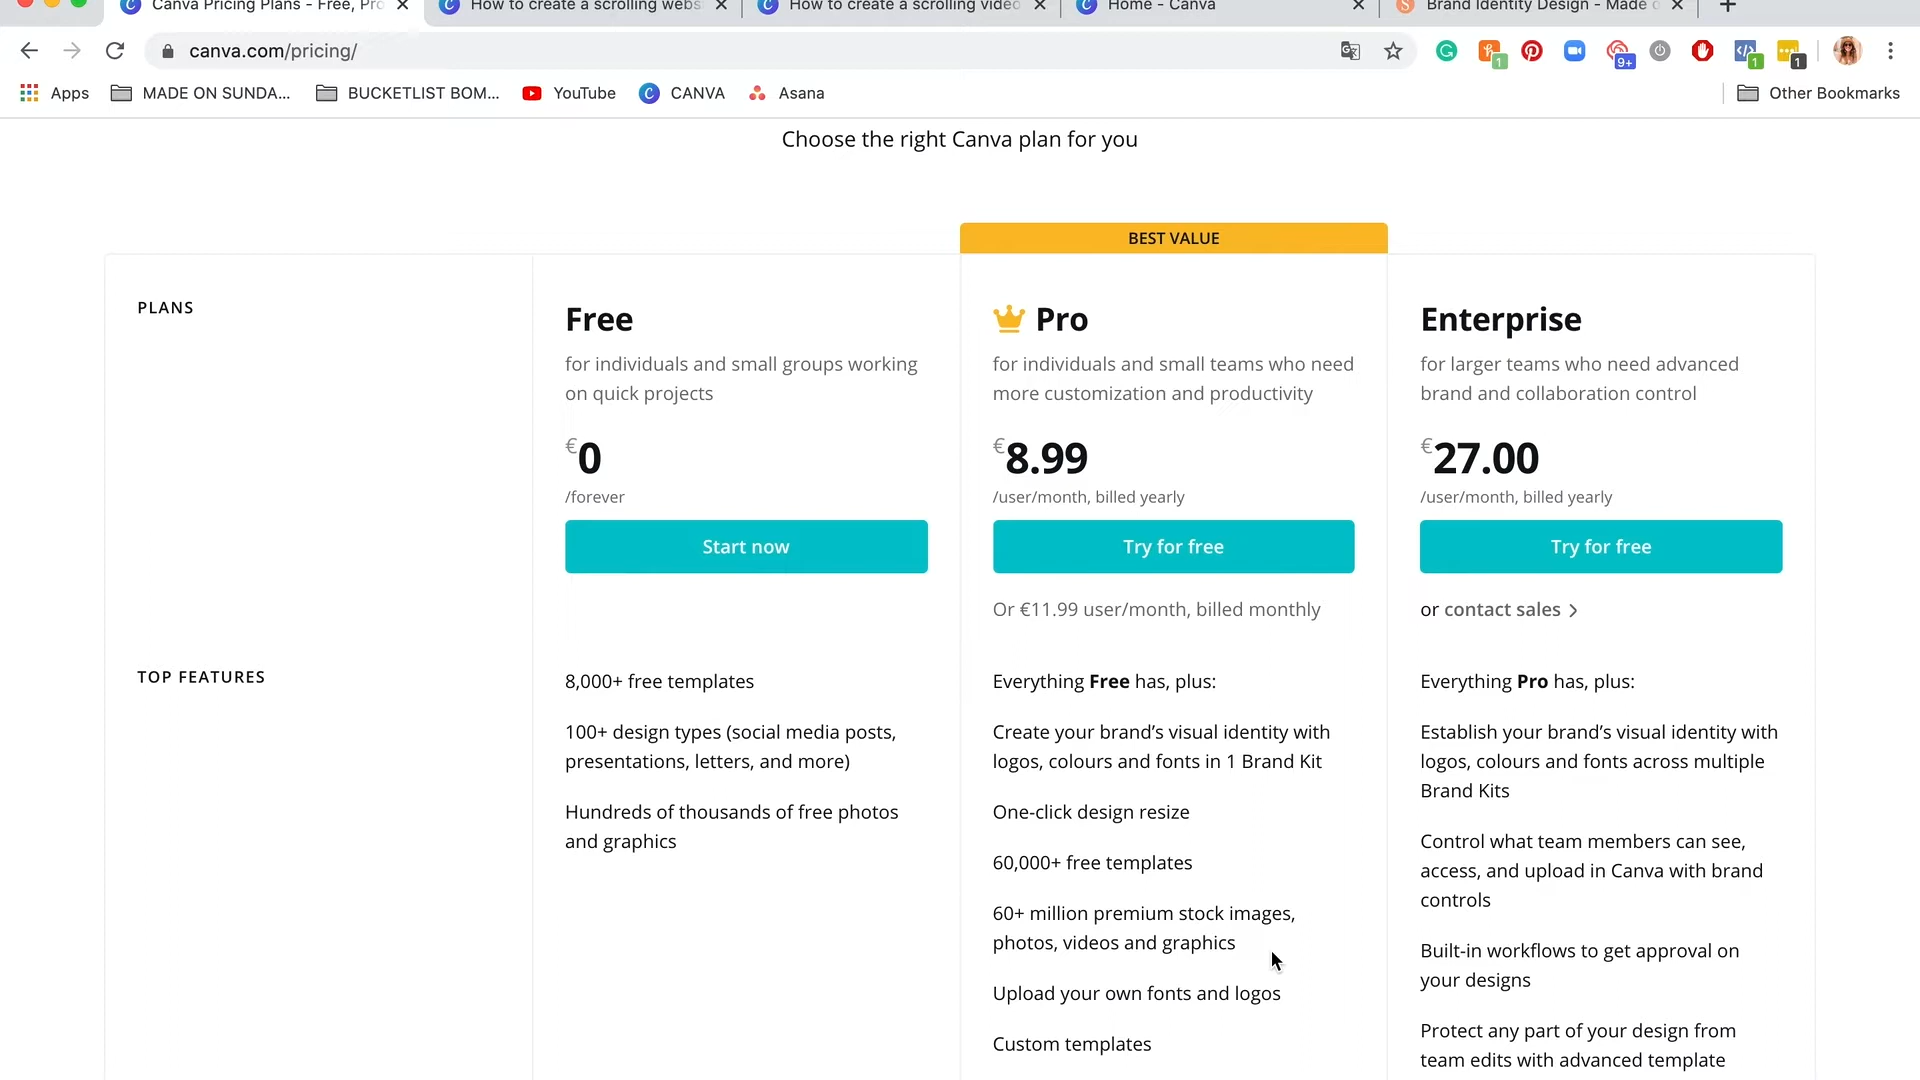 Canva Pricing Plans - Free, Pro
How to create a scrolling webs
How to create a scrolling video
Home - Canva
Brand Identity Design - Made o
canva.com/pricing/
1
9+
1
1
Apps
MADE ON SUNDA...
BUCKETLIST BOM...
YouTube
CANVA
Asana
Other Bookmarks
Choose the right Canva plan for you
BEST VALUE
PLANS
Free
for individuals and small groups working
on quick projects
€0
/forever
Start now
Pro
for individuals and small teams who need
more customization and productivity
€8.99
/user/month, billed yearly
Try for free
Or €11.99 user/month, billed monthly
Enterprise
for larger teams who need advanced
brand and collaboration control
€27.00
/user/month, billed yearly
Try for free
or contact sales >
TOP FEATURES
8,000+ free templates
100+ design types (social media posts,
presentations, letters, and more)
Hundreds of thousands of free photos
and graphics
Everything Free has, plus:
Create your brand’s visual identity with
logos, colours and fonts in 1 Brand Kit
One-click design resize
60,000+ free templates
60+ million premium stock images,
photos, videos and graphics
Upload your own fonts and logos
Custom templates
Everything Pro has, plus:
Establish your brand’s visual identity with
logos, colours and fonts across multiple
Brand Kits
Control what team members can see,
access, and upload in Canva with brand
controls
Built-in workflows to get approval on
your designs
Protect any part of your design from
team edits with advanced template